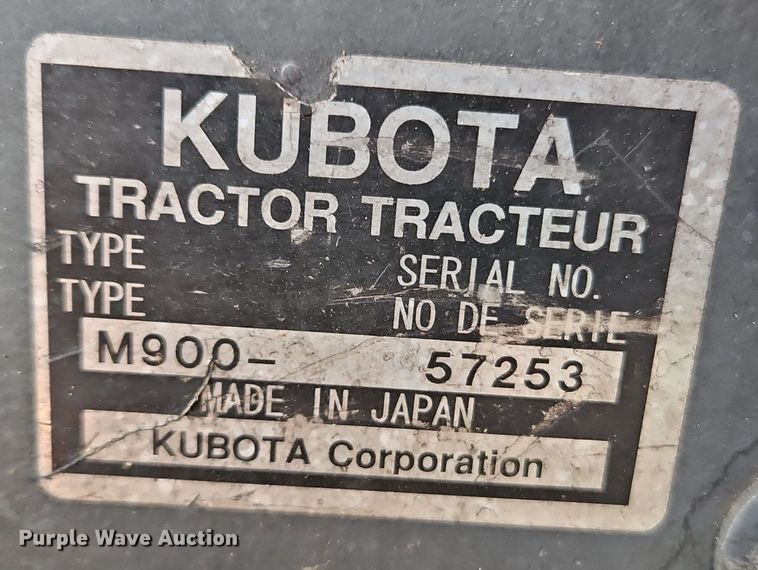 KUBOTA
TRACTOR TRACTEUR
TYPE SERIAL NO.
TYPE NO DE SERIE
M900- 57253
MADE IN JAPAN
KUBOTA Corporation
Purple Wave Auction